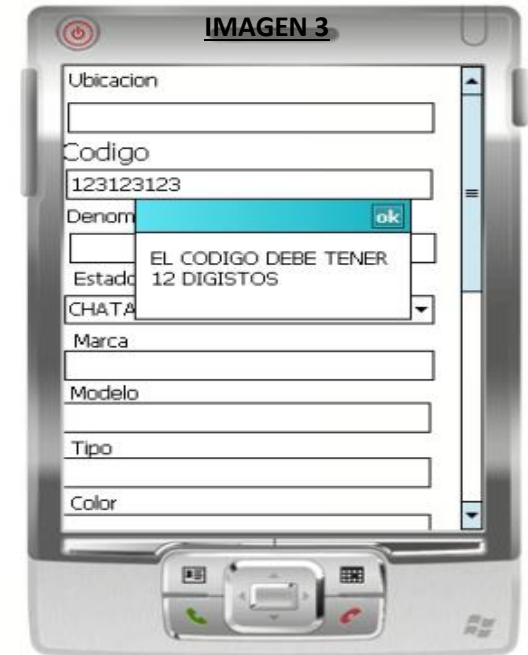 IMAGEN 3
Ubicacion
Codigo
123123123
Denom
ok
EL CODIGO DEBE TENER
12 DIGISTOS
Estado
CHATA
Marca
Modelo
Tipo
Color